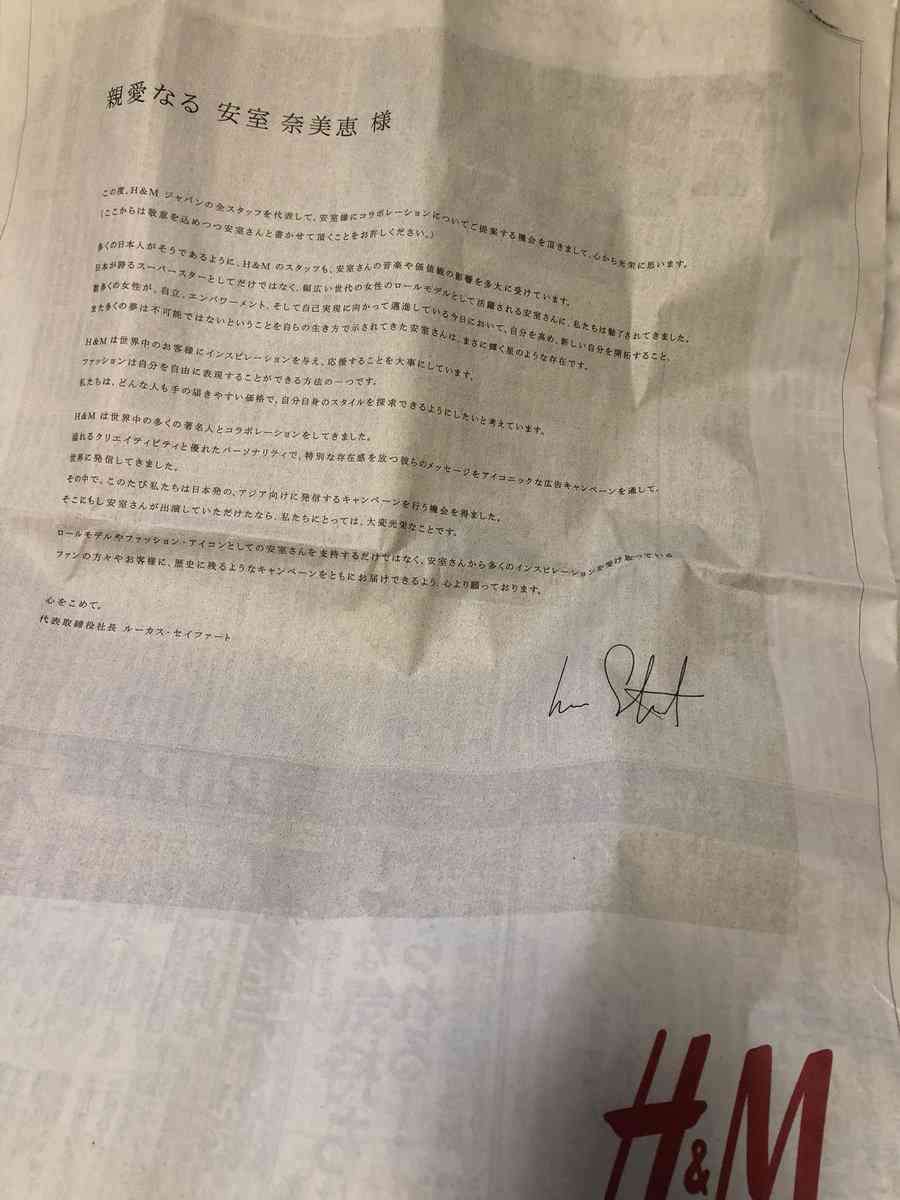 親愛なる 安室 奈美恵 様
この度、H&M ジャパンの全スタッフを代表して、安室様にコラボレーションについてご提案する機会を頂きまして、心から光栄に思います。
(ここからは敬意を込めつつ安室さんと書かせて頂くことをお許しください。)
多くの日本人がそうであるように、H&M のスタッフも、安室さんの音楽や価値観の影響を多大に受けています。
日本が誇るスーパースターとしてだけではなく、幅広い世代の女性のロールモデルとして活躍される安室さんに、私たちは魅了されてきました。
数多くの女性が、自立、エンパワーメント、そして自己実現に向かって邁進している今日において、自分を高め、新しい自分を開拓すること、
また多くの夢は不可能ではないということを自らの生き方で示されてきた安室さんは、まさに輝く星のような存在です。
H&M は世界中のお客様にインスピレーションを与え、応援することを大事にしています。
ファッションは自分を自由に表現することができる方法の一つです。
私たちは、どんな人も手の届きやすい価格で、自分自身のスタイルを探求できるようにしたいと考えています。
H&M は世界中の多くの著名人とコラボレーションをしてきました。
溢れるクリエイティビティと優れたパーソナリティで、特別な存在感を放つ彼らのメッセージをアイコニックな広告キャンペーンを通して、
世界に発信してきました。
その中で、このたび私たちは日本発の、アジア向けに発信するキャンペーンを行う機会を得ました。
そこにもし安室さんが出演していただけたなら、私たちにとっては、大変光栄なことです。
ロールモデルやファッション・アイコンとしての安室さんを支持するだけではなく、安室さんから多くのインスピレーションを受け取っている
ファンの方々やお客様に、歴史に残るようなキャンペーンをともにお届けできるよう、心より願っております。
心をこめて。
代表取締役社長 ルーカス・セイファート
H&M